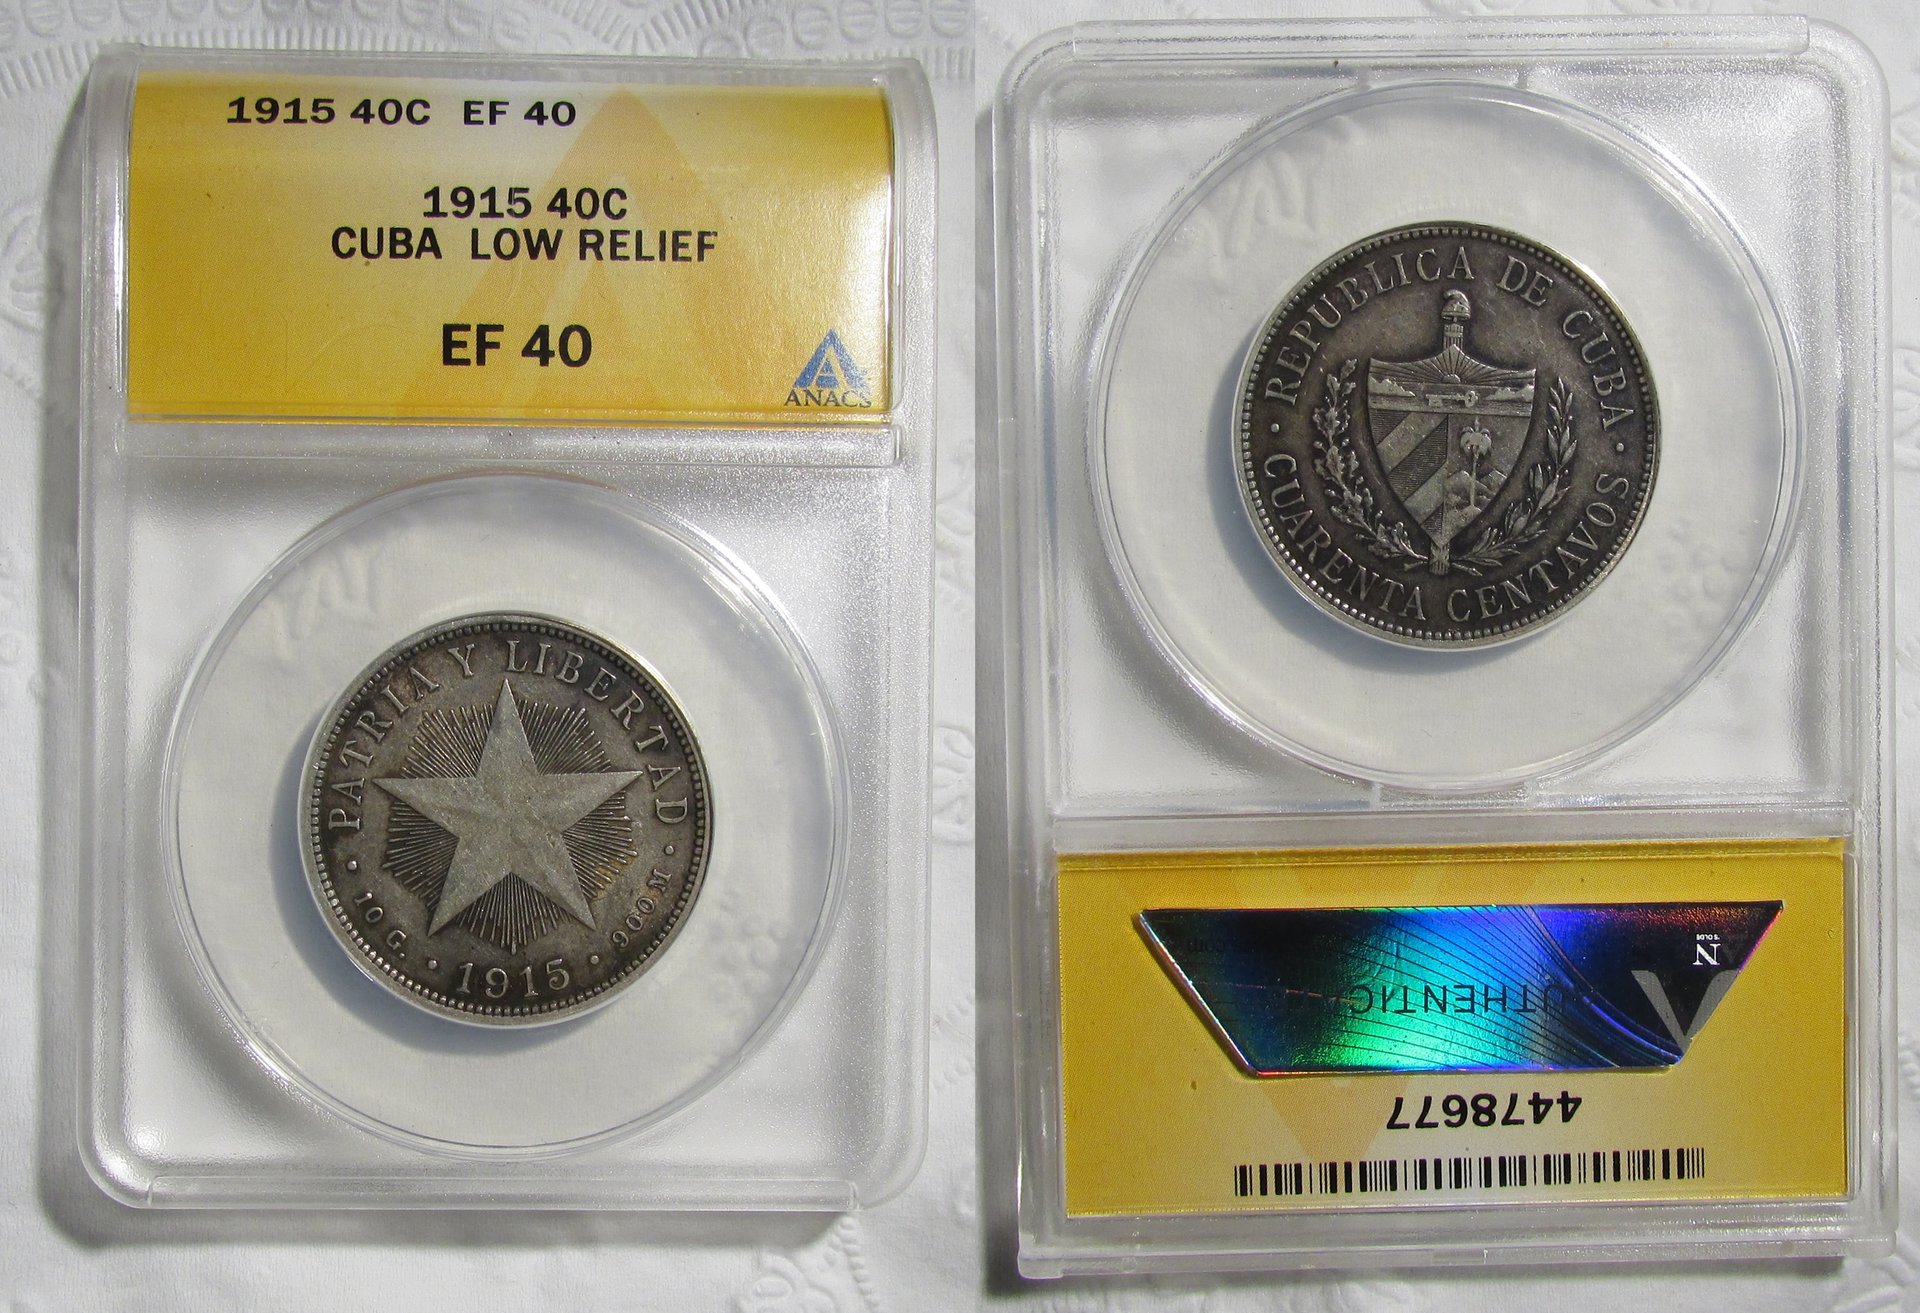 1915 40C EF 40
1915 40C
CUBA LOW RELIEF
EF 40
ANACS
PATRIA Y LIBERTAD
10 G. • 1915 • 900 M
REPUBLICA DE CUBA
CUARENTA CENTAVOS
N
4478677